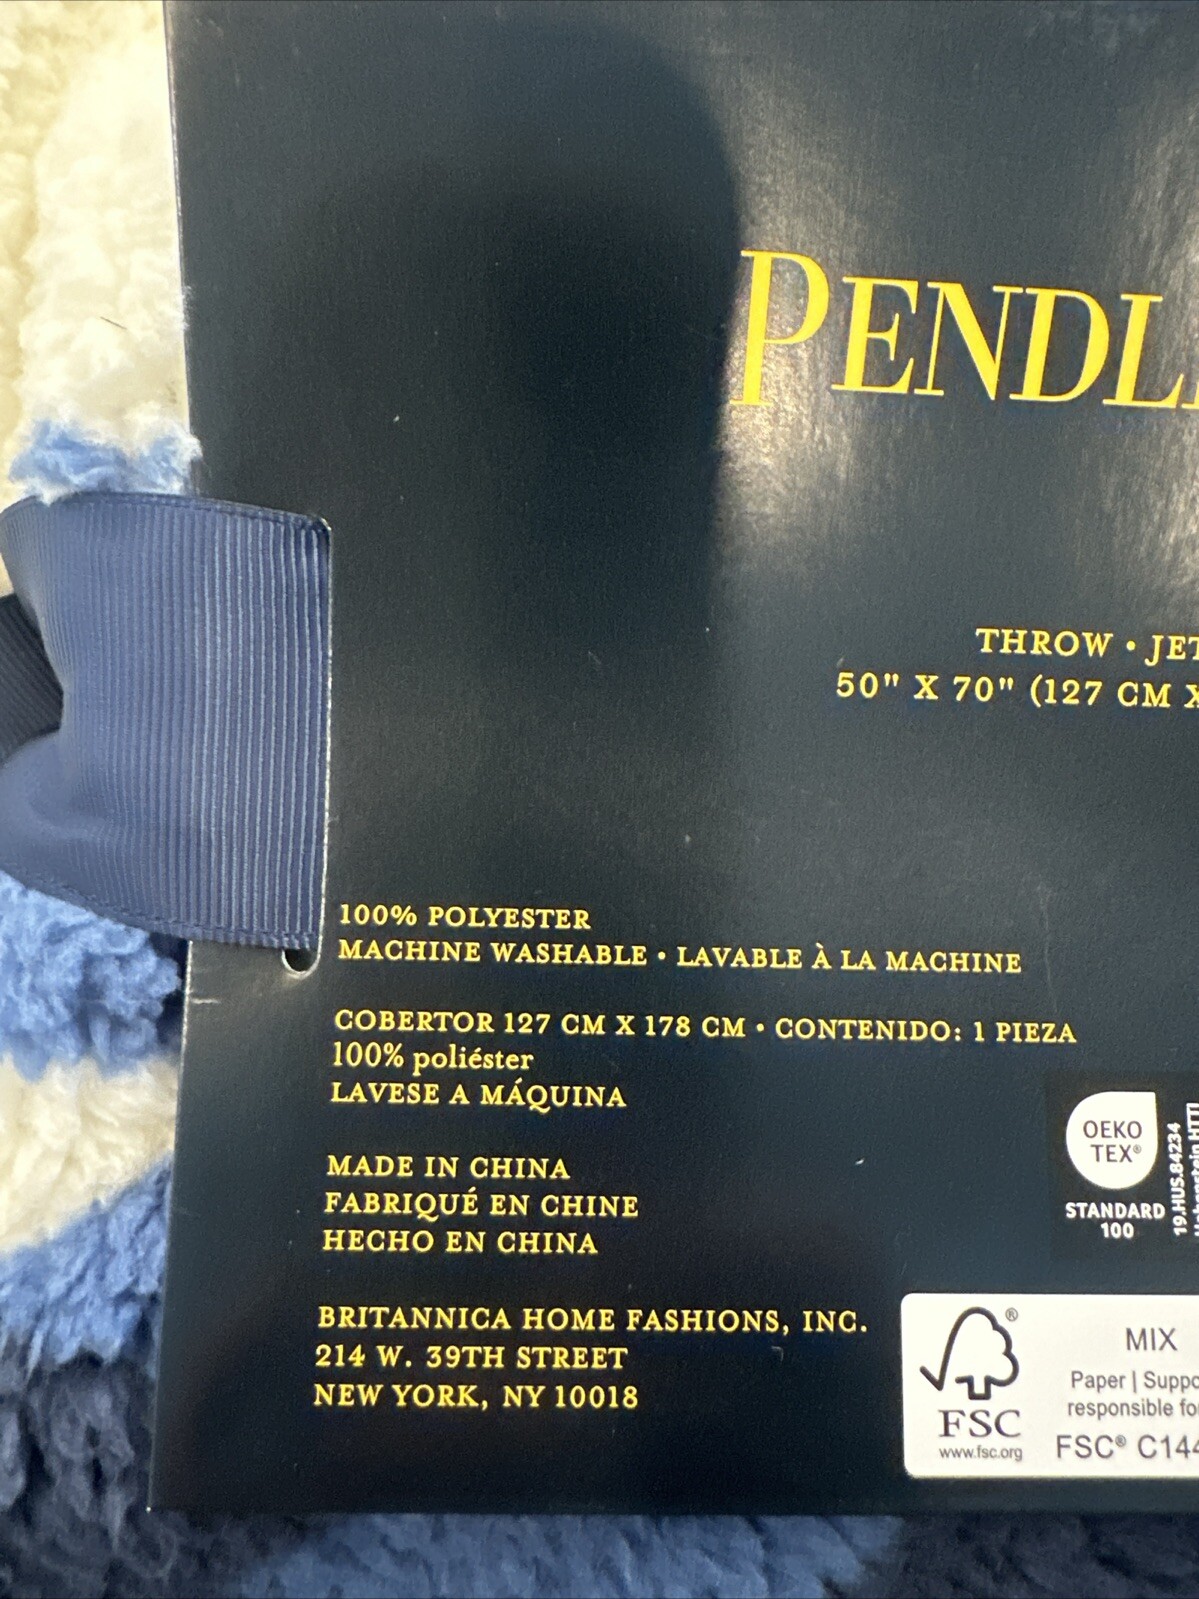 PENDL
THROW • JET
50" X 70" (127 CM X
100% POLYESTER
MACHINE WASHABLE • LAVABLE À LA MACHINE
COBERTOR 127 CM X 178 CM • CONTENIDO: 1 PIEZA
100% poliéster
LAVESE A MÁQUINA
MADE IN CHINA
FABRIQUÉ EN CHINE
HECHO EN CHINA
BRITANNICA HOME FASHIONS, INC.
214 W. 39TH STREET
NEW YORK, NY 10018
OEKO
TEX®
STANDARD
100
19.HUS.84234
®
FSC
www.fsc.org
MIX
Paper | Suppo
responsible fo
FSC® C144